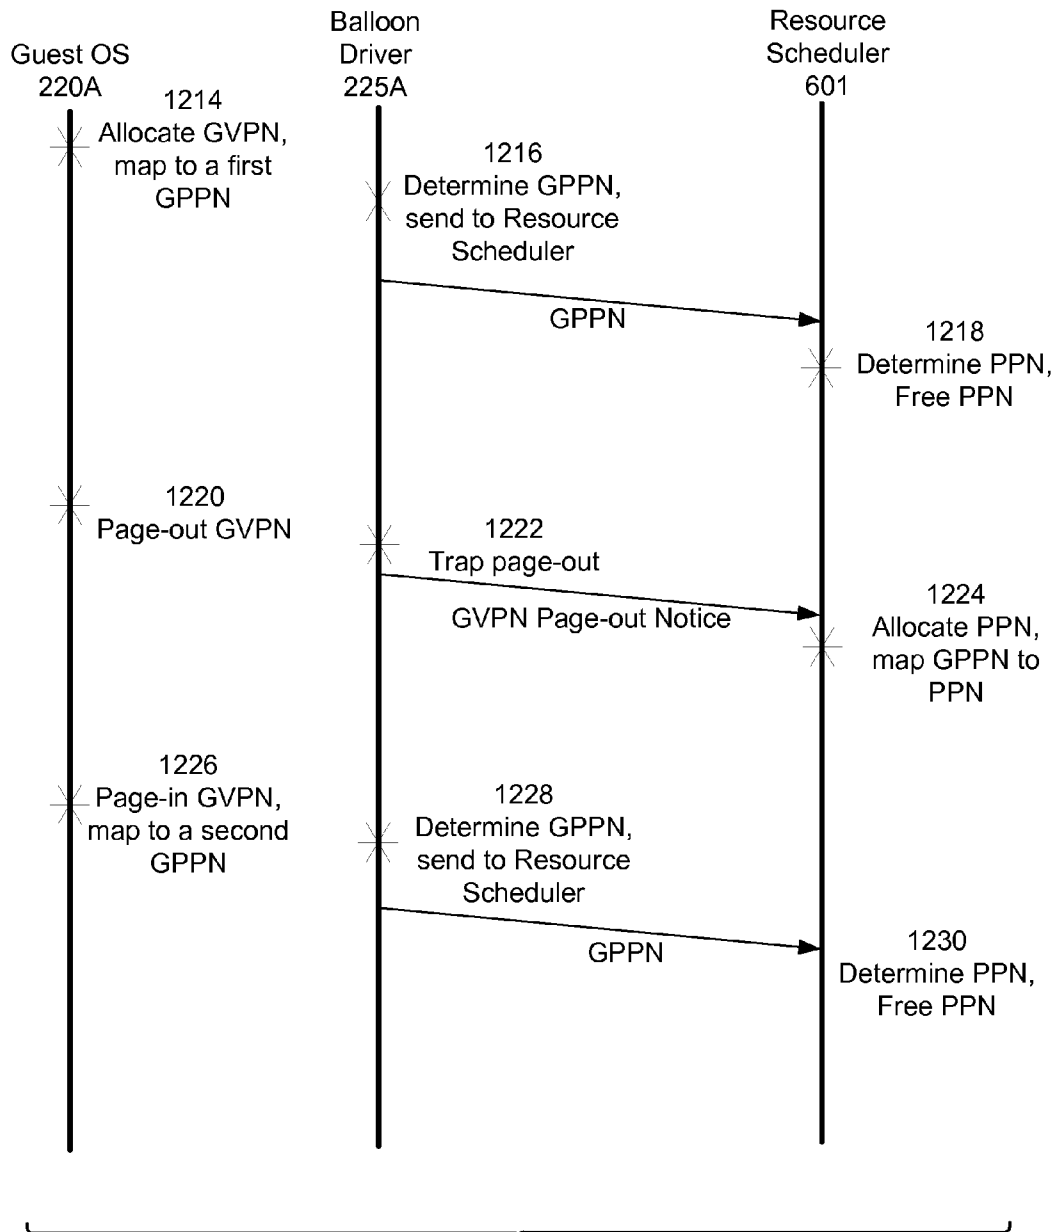 Guest OS
220A
Balloon
Driver
225A
Resource
Scheduler
601
1214
Allocate GVPN,
map to a first
GPPN
1216
Determine GPPN,
send to Resource
Scheduler
GPPN
1218
Determine PPN,
Free PPN
1220
Page-out GVPN
1222
Trap page-out
GVPN Page-out Notice
1224
Allocate PPN,
map GPPN to
PPN
1226
Page-in GVPN,
map to a second
GPPN
1228
Determine GPPN,
send to Resource
Scheduler
GPPN
1230
Determine PPN,
Free PPN